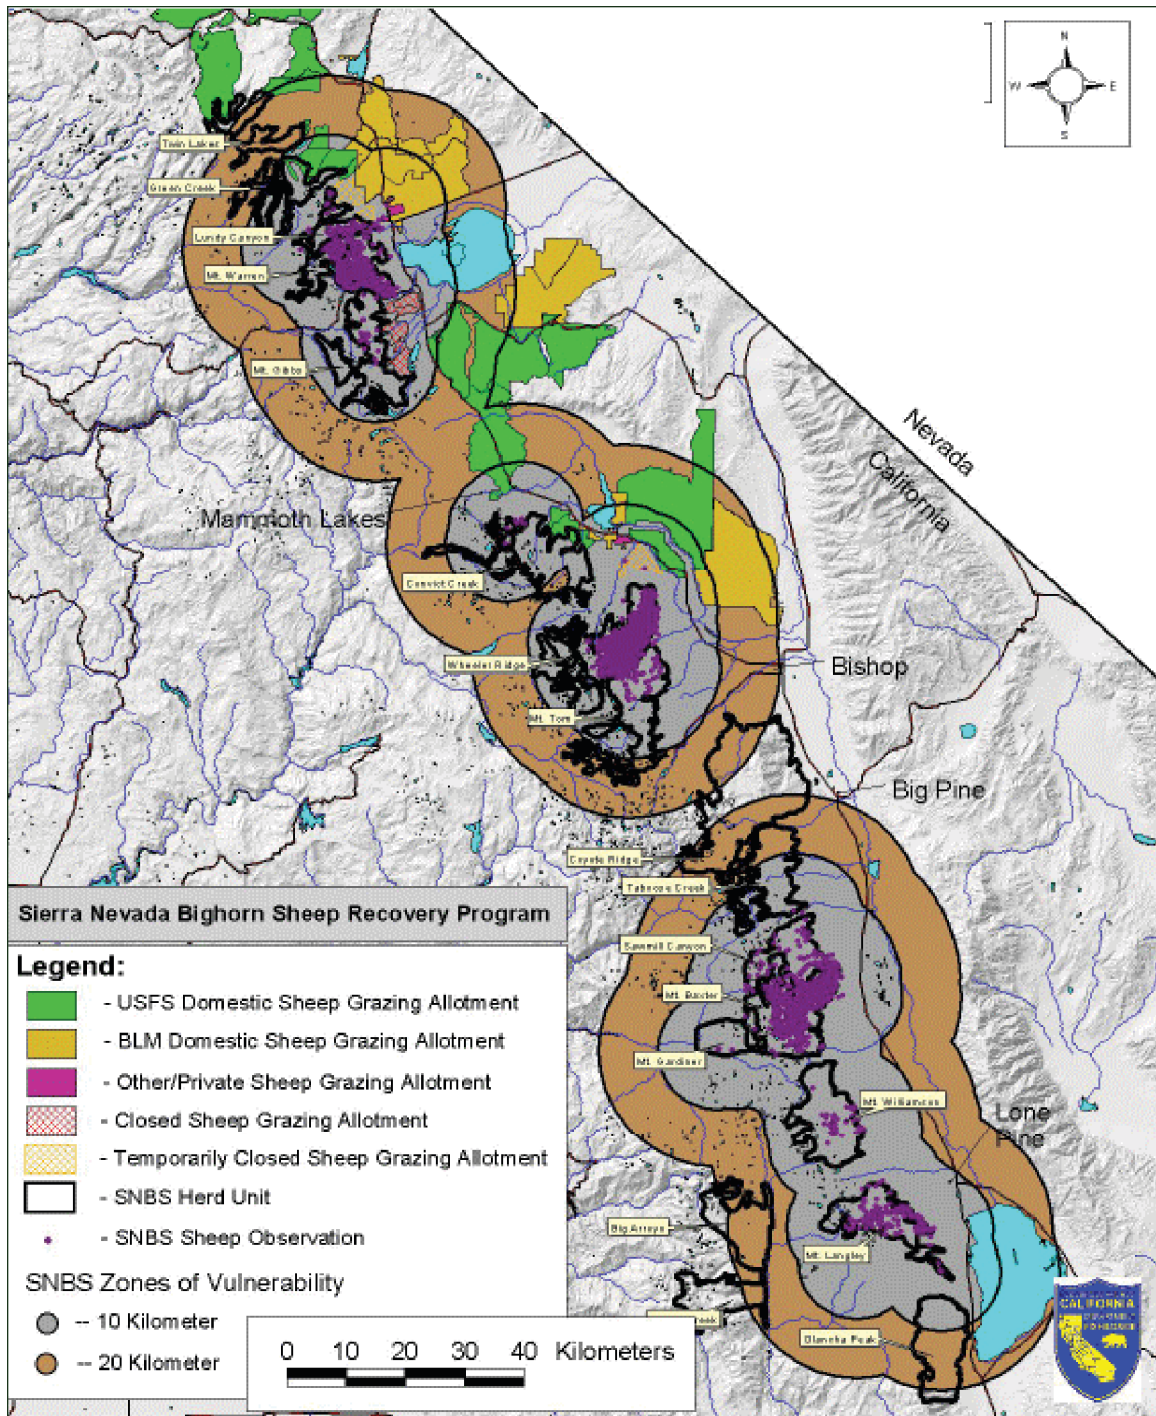 N
W E
S
Twin Lakes
Green Creek
Lundy Canyon
Mt. Warren
Mt. Gibbs
Nevada
California
Mammoth Lakes
Convict Creek
Wheeler Ridge
Bishop
Mt. Tom
Big Pine
Coyote Ridge
Taboose Creek
Sawmill Canyon
Mt. Baxter
Mt. Gardiner
Mt. Williamson
Lone
Pine
Big Arroyo
Mt. Langley
Olancha Peak
CALIFORNIA
Sierra Nevada Bighorn Sheep Recovery Program
Legend:
- USFS Domestic Sheep Grazing Allotment
- BLM Domestic Sheep Grazing Allotment
- Other/Private Sheep Grazing Allotment
- Closed Sheep Grazing Allotment
- Temporarily Closed Sheep Grazing Allotment
- SNBS Herd Unit
- SNBS Sheep Observation
SNBS Zones of Vulnerability
-- 10 Kilometer
-- 20 Kilometer
0 10 20 30 40 Kilometers